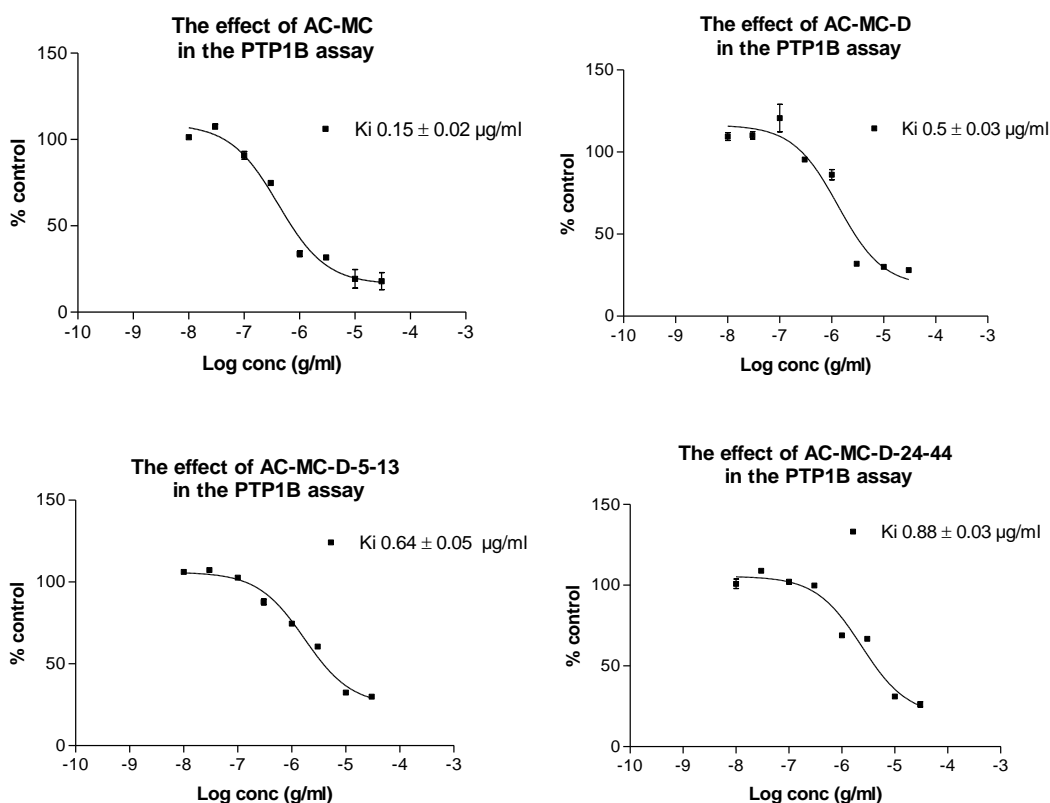 The effect of AC-MC
in the PTP1B assay
150
100
50
0
% control
Ki 0.15 ± 0.02 µg/ml
-10 -9 -8 -7 -6 -5 -4 -3
Log conc (g/ml)
The effect of AC-MC-D
in the PTP1B assay
150
100
50
0
% control
Ki 0.5 ± 0.03 µg/ml
-10 -9 -8 -7 -6 -5 -4 -3
Log conc (g/ml)
The effect of AC-MC-D-5-13
in the PTP1B assay
150
100
50
0
% control
Ki 0.64 ± 0.05 µg/ml
-10 -9 -8 -7 -6 -5 -4 -3
Log conc (g/ml)
The effect of AC-MC-D-24-44
in the PTP1B assay
150
100
50
0
% control
Ki 0.88 ± 0.03 µg/ml
-10 -9 -8 -7 -6 -5 -4 -3
Log conc (g/ml)